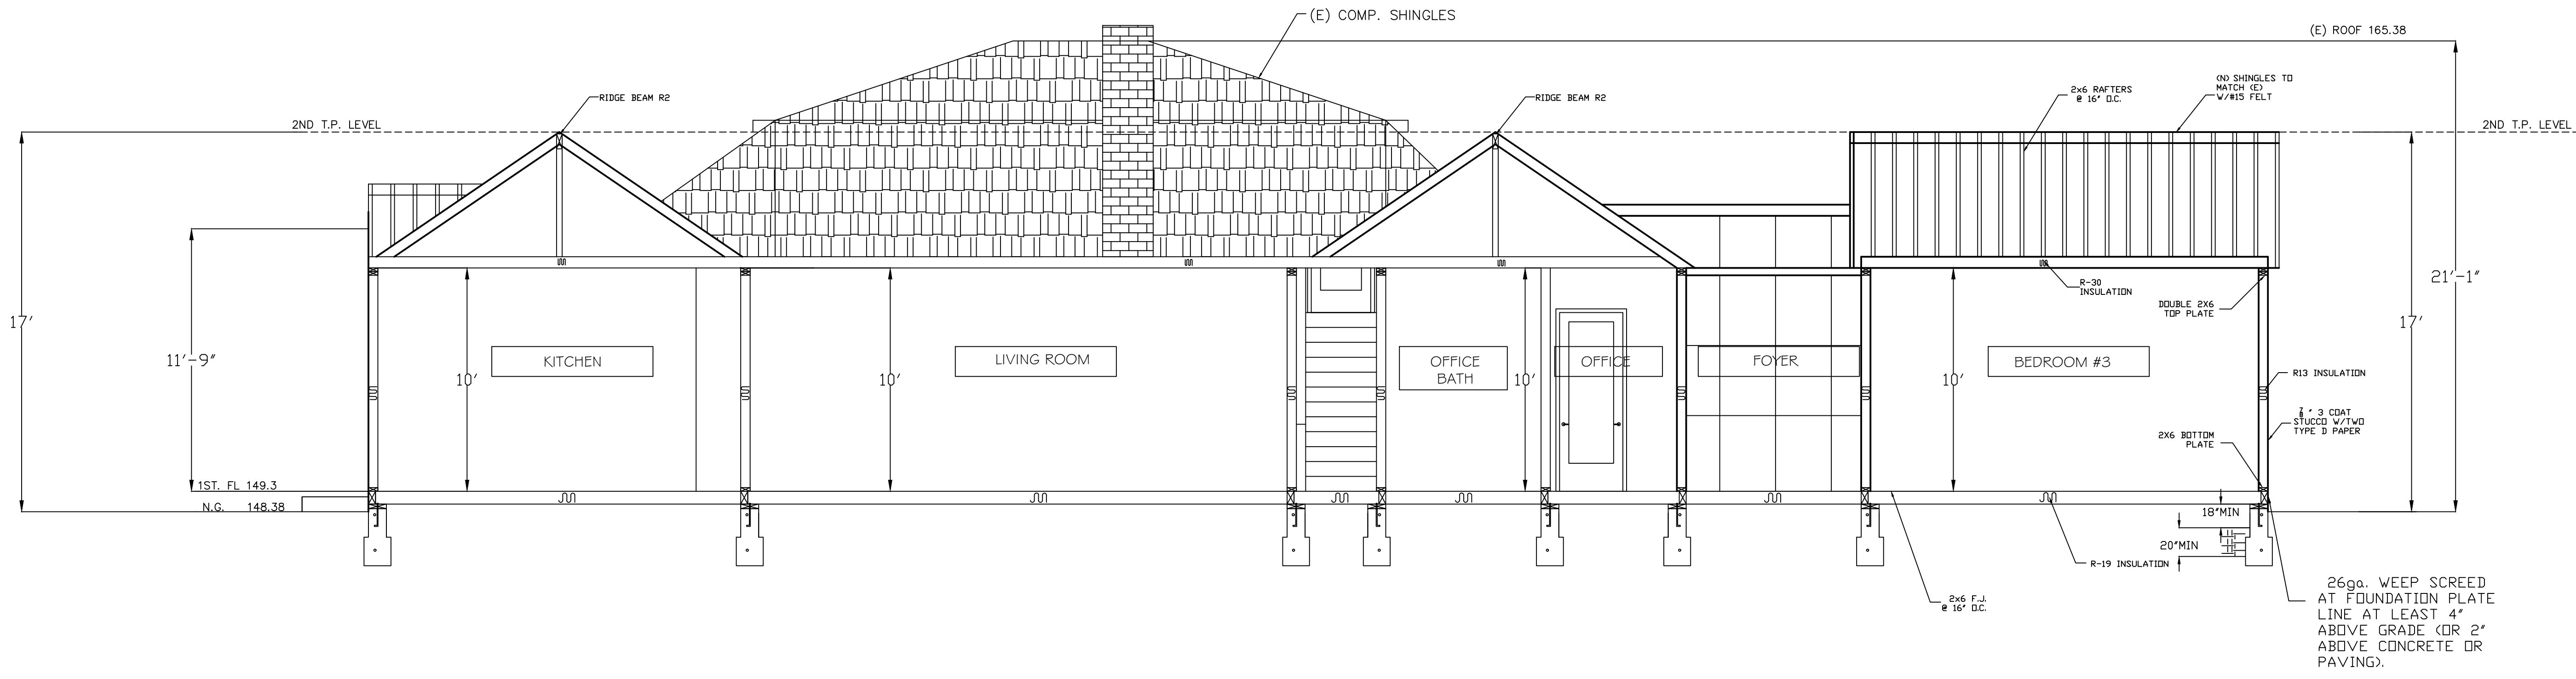 (E) COMP. SHINGLES
(E) ROOF 165.38
(N) SHINGLES TO
MATCH (E)
W/#15 FELT
2x6 RAFTERS
@ 16" O.C.
RIDGE BEAM R2
RIDGE BEAM R2
2ND T.P. LEVEL
2ND T.P. LEVEL
21'-1"
R-30
INSULATION
DOUBLE 2X6
TOP PLATE
17'
17'
11'-9"
KITCHEN
LIVING ROOM
OFFICE
BATH
OFFICE
FOYER
BEDROOM #3
10'
10'
10'
10'
R13 INSULATION
7/8 " 3 COAT
STUCCO W/TWO
TYPE D PAPER
2X6 BOTTOM
PLATE
1ST. FL 149.3
N.G. 148.38
18"MIN
20"MIN
R-19 INSULATION
2x6 F.J.
@ 16" O.C.
26ga. WEEP SCREED
AT FOUNDATION PLATE
LINE AT LEAST 4"
ABOVE GRADE (OR 2"
ABOVE CONCRETE OR
PAVING).